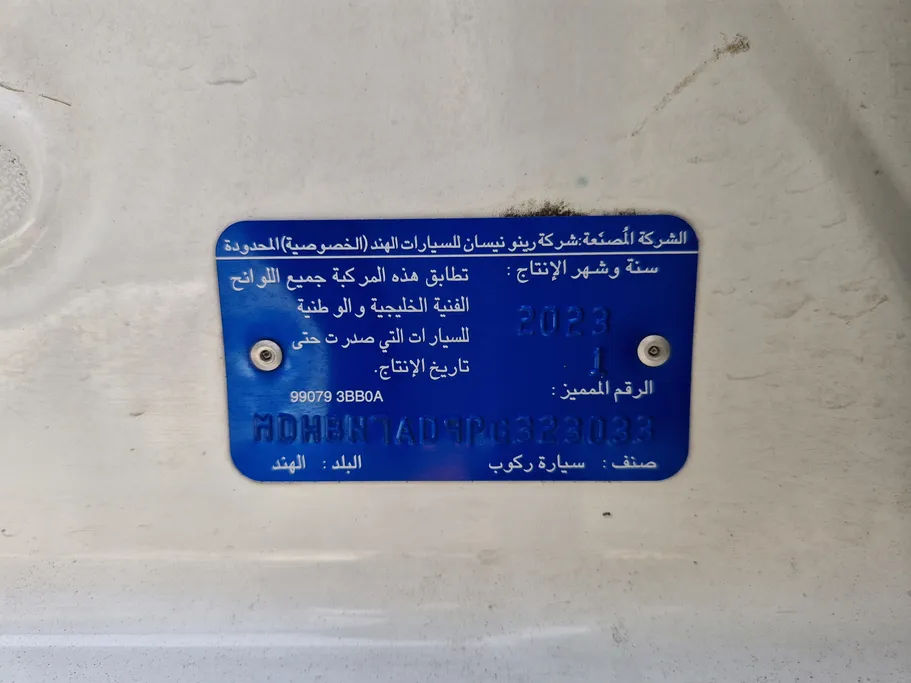 الشركة المُصنَعة: شركة رينو نيسان للسيارات الهند (الخصوصية) المحدودة
سنة وشهر الإنتاج :
2023
1
تطابق هذه المركبة جميع اللوائح
الفنية الخليجية و الوطنية
للسيارات التي صدرت حتى
تاريخ الإنتاج.
الرقم المميز :
99079 3BB0A
MDHBN7AD9PG323033
صنف : سيارة ركوب
البلد : الهند